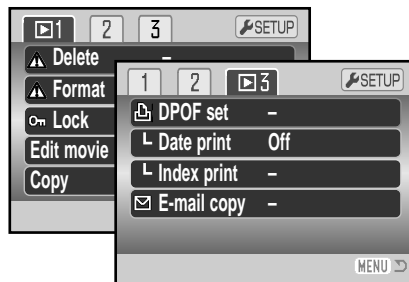 1 2 3 SETUP
Delete –
Format
Lock
Edit movie
Copy
1 2 3 SETUP
DPOF set –
Date print Off
Index print –
E-mail copy –
MENU